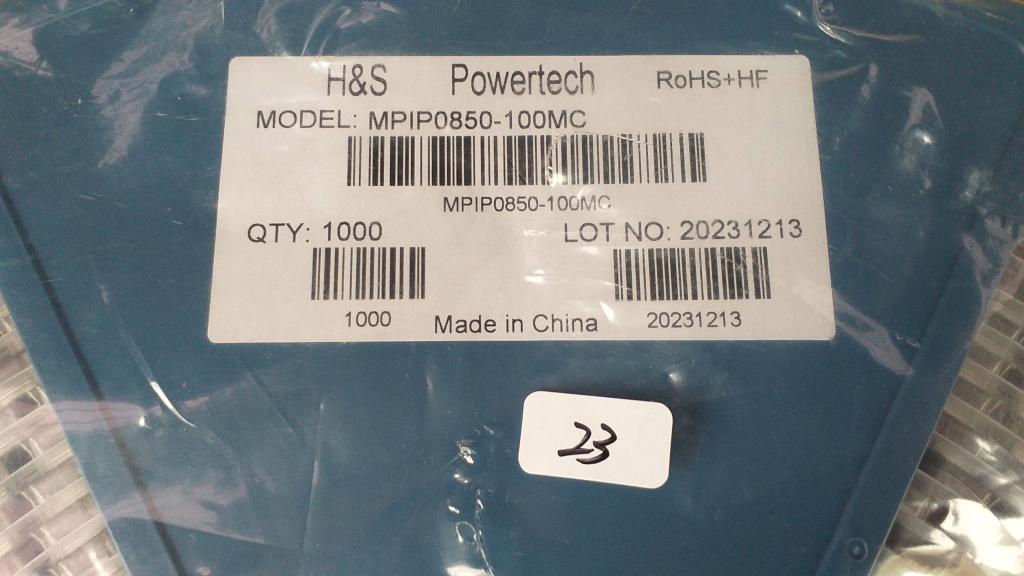 H&S Powertech RoHS+HF
MODEL: MPIP0850-100MC
MPIP0850-100MC
QTY: 1000 LOT NO: 20231213
1000 Made in China 20231213
23